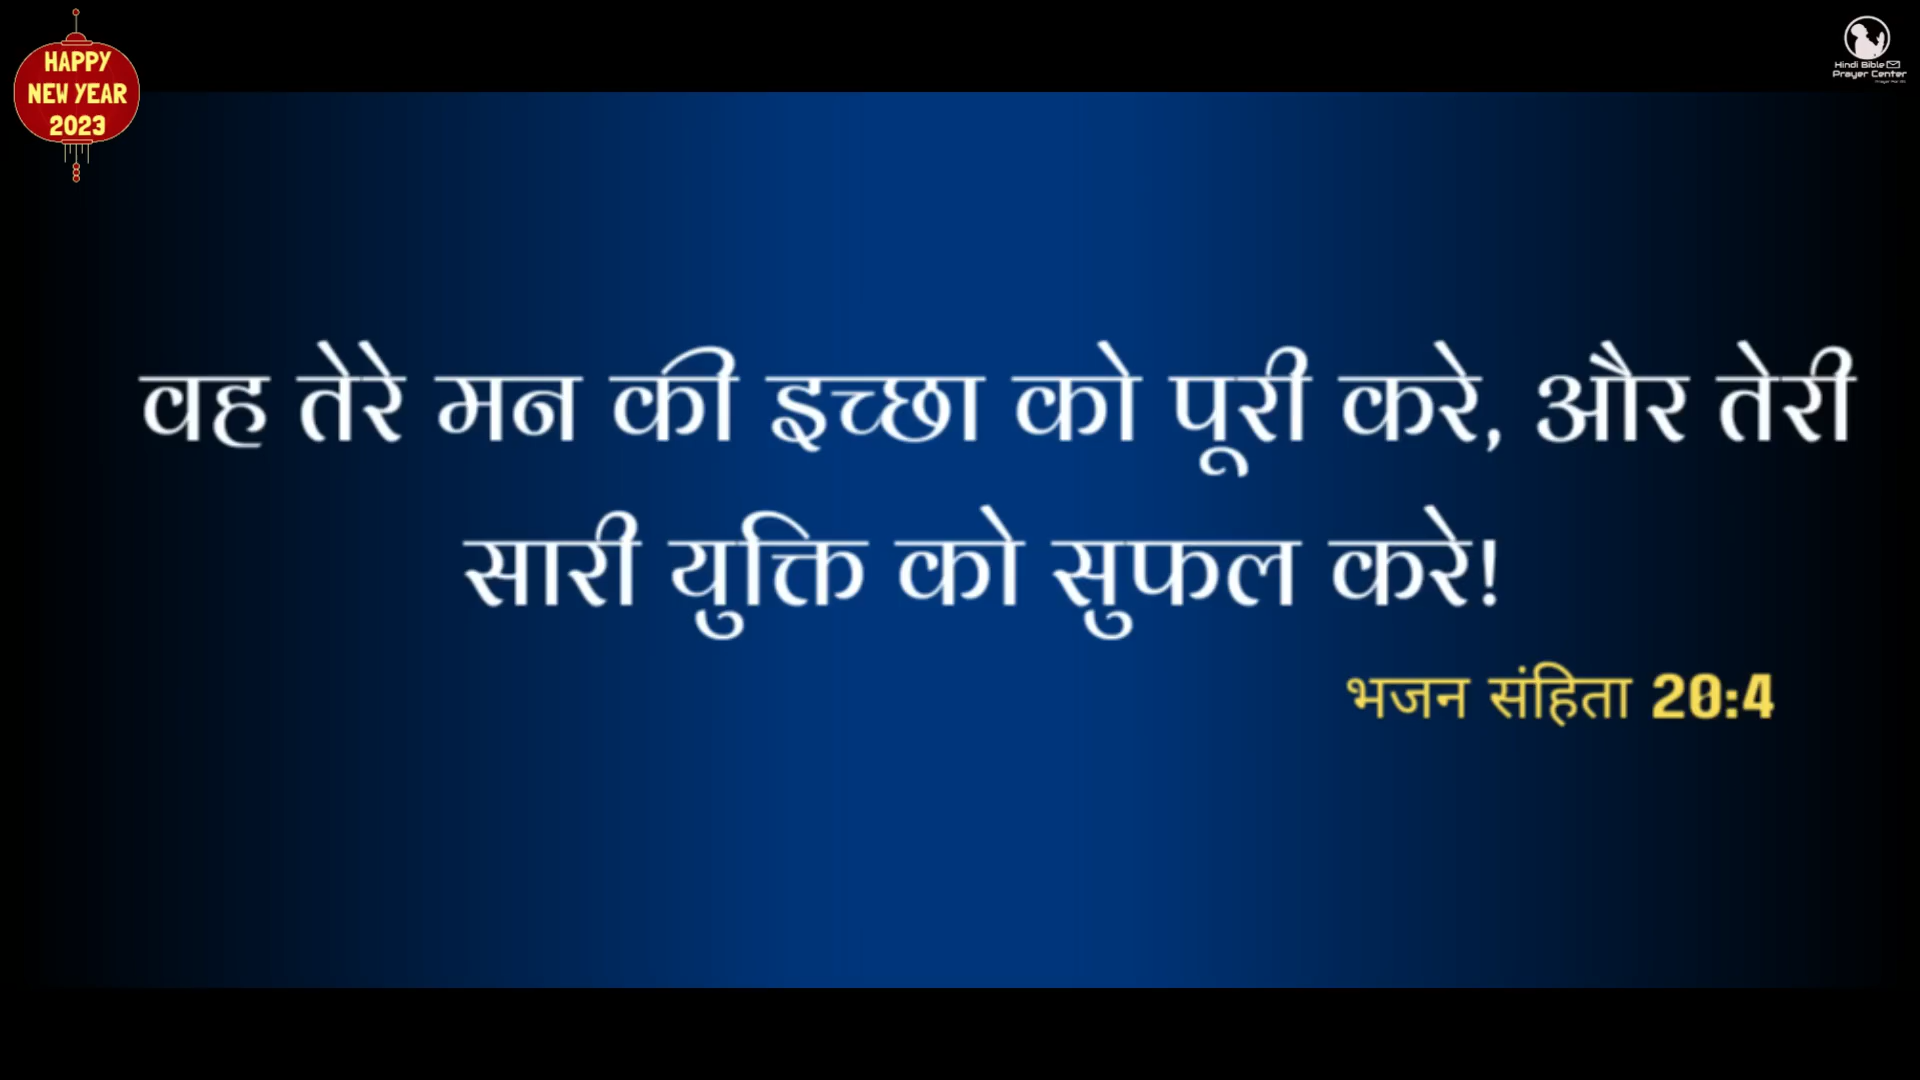 HAPPY
NEW YEAR
2023
Hindi Bible
Prayer Center
वह तेरे मन की इच्छा को पूरी करे, और तेरी
सारी युक्ति को सुफल करे!
भजन संहिता 20:4